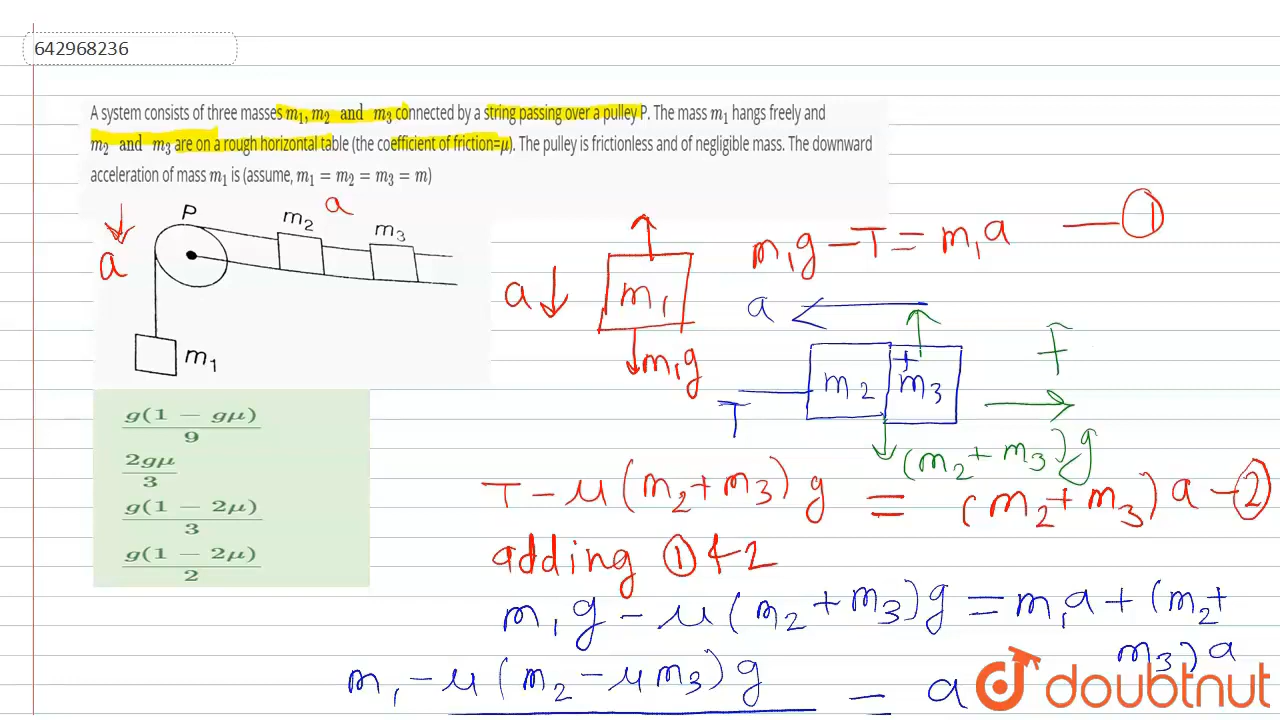 642968236
A system consists of three masses m₁, m₂ and m₃ connected by a string passing over a pulley P. The mass m₁ hangs freely and
m₂ and m₃ are on a rough horizontal table (the coefficient of friction=μ). The pulley is frictionless and of negligible mass. The downward
acceleration of mass m₁ is (assume, m₁ = m₂ = m₃ = m)
P m₂ a m₃
a
m₁
g(1 − gμ)/9
2gμ/3
g(1 − 2μ)/3
g(1 − 2μ)/2
a m₁
m₁g
m₁g − T = m₁a — ①
a
T m₂ + m₃ f
(m₂ + m₃)g
T − μ(m₂ + m₃)g = (m₂ + m₃)a − ②
adding ① & 2
m₁g − μ(m₂ + m₃)g = m₁a + (m₂ +
m₃)a
m₁ − μ(m₂ − μm₃)g = a
doubtnut